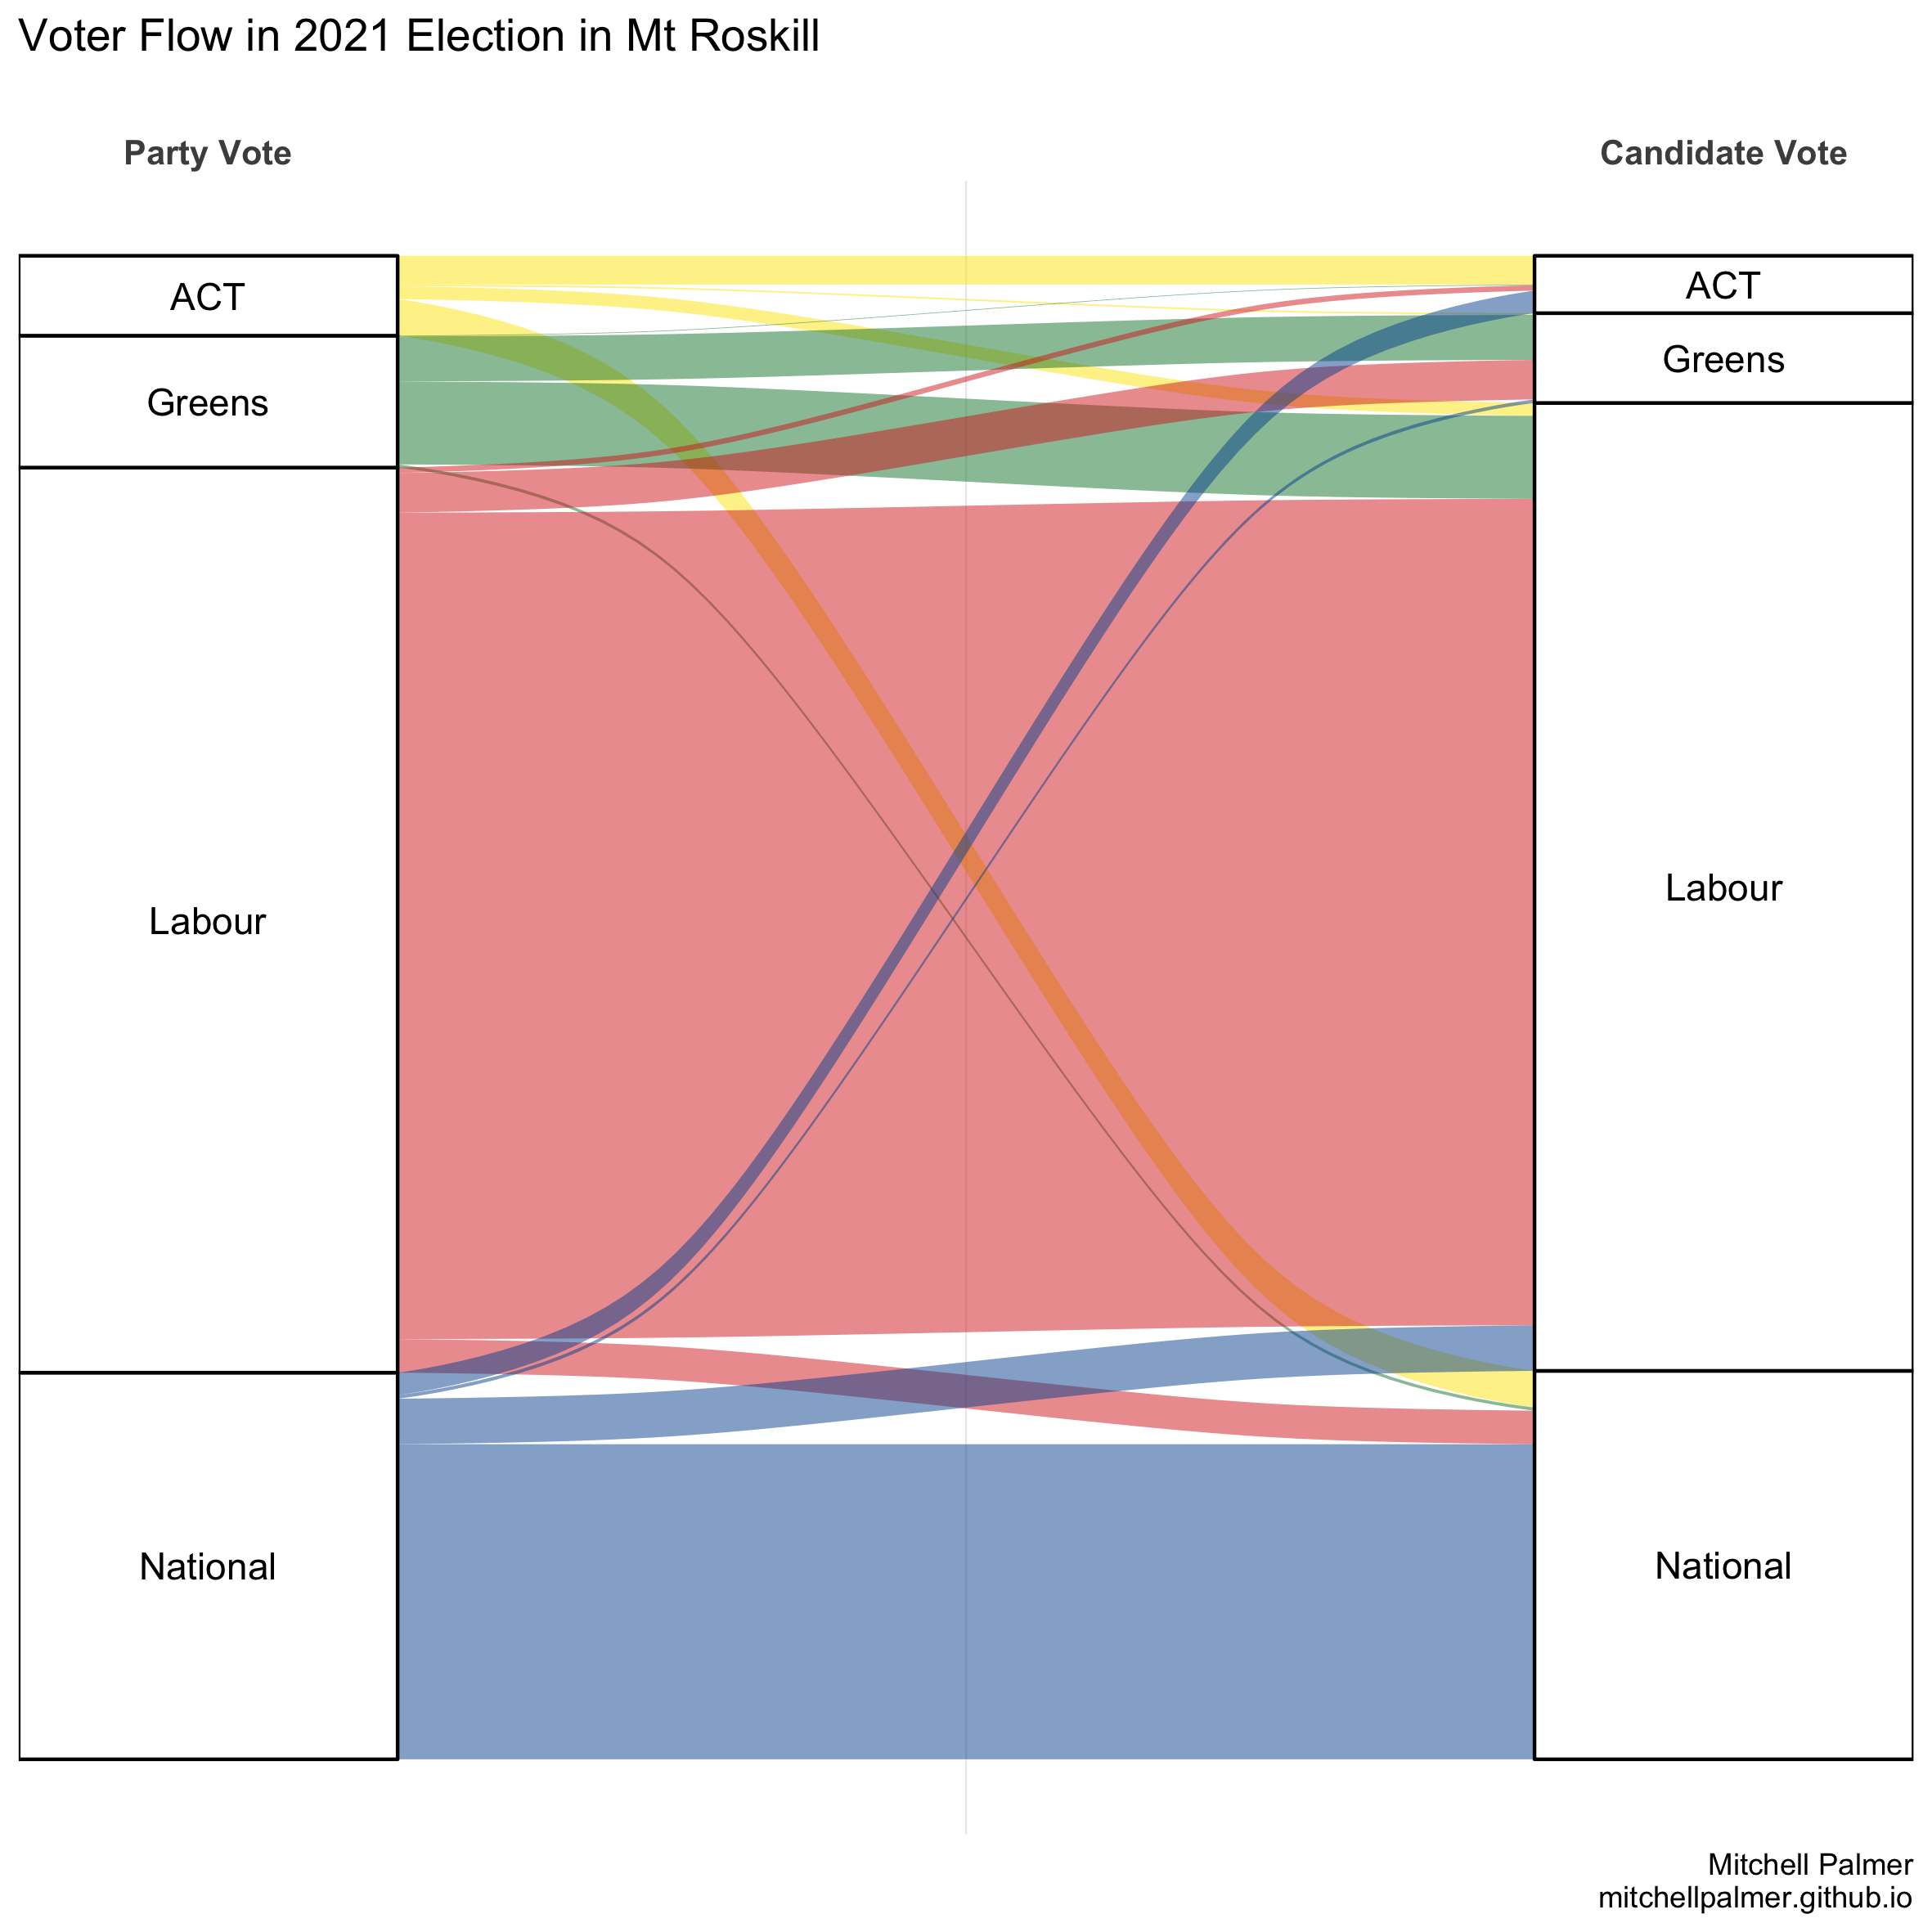 Voter Flow in 2021 Election in Mt Roskill
Party Vote
Candidate Vote
ACT
Greens
Labour
National
ACT
Greens
Labour
National
Mitchell Palmer
mitchellpalmer.github.io